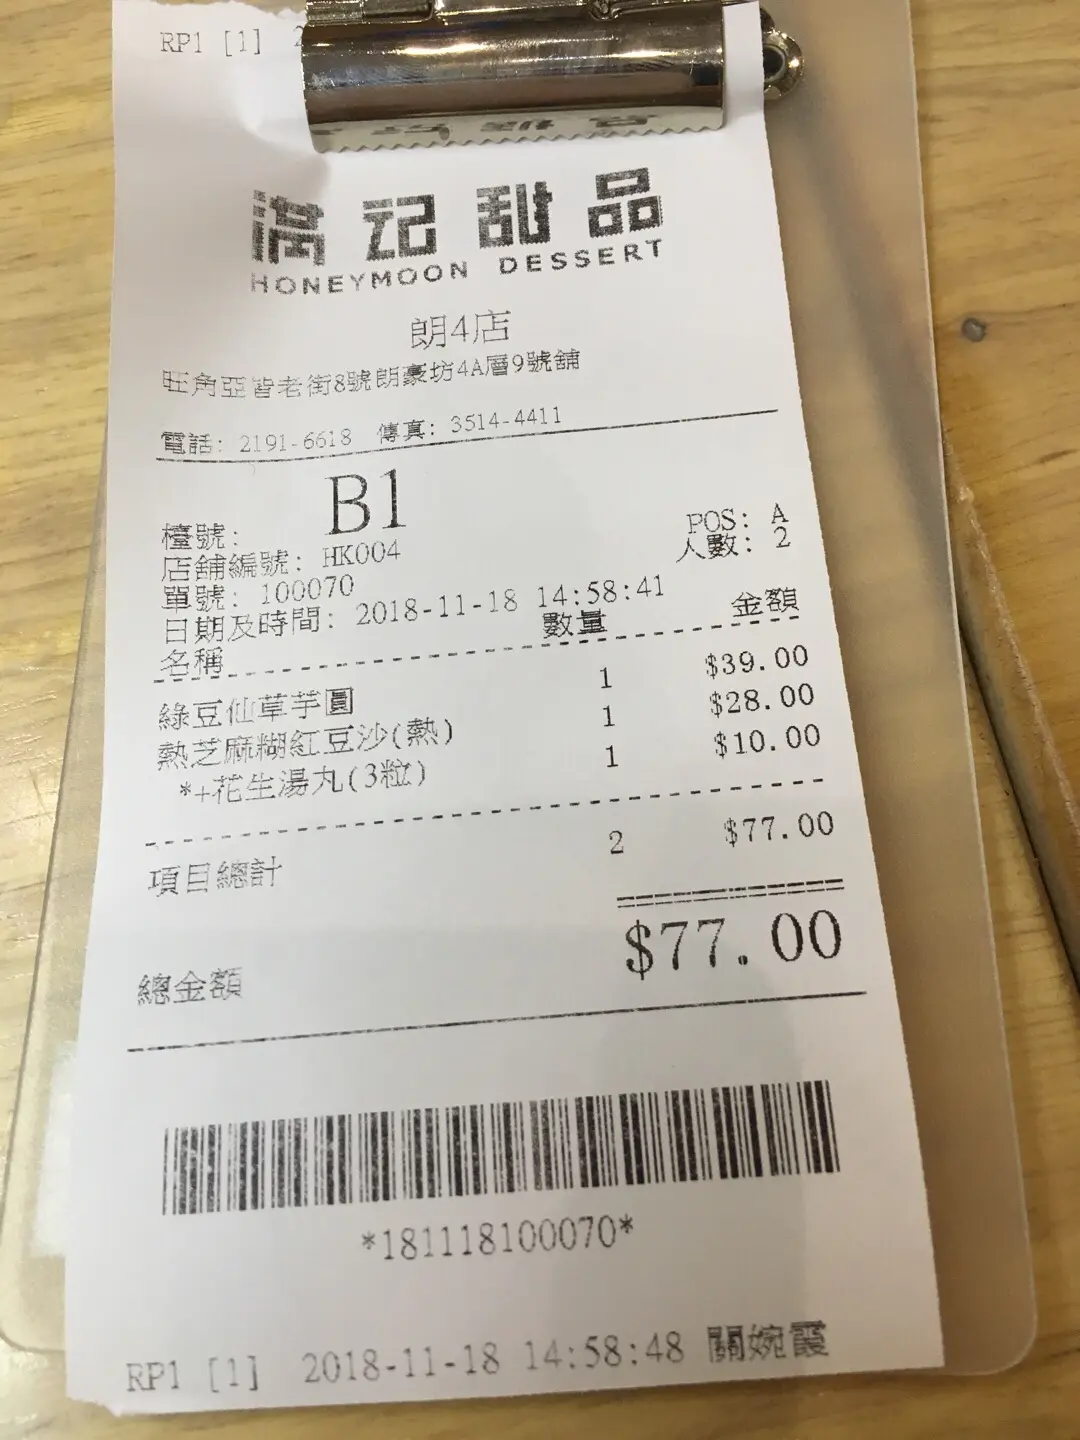 RP1 [1]
滿記甜品
HONEYMOON DESSERT
朗4店
旺角亞皆老街8號朗豪坊4A層9號舖
電話: 2191-6618 傳真: 3514-4411
檯號: B1
店舖編號: HK004 POS: A
單號: 100070 人數: 2
日期及時間: 2018-11-18 14:58:41
名稱 數量 金額
綠豆仙草芋圓 1 $39.00
熱芝麻糊紅豆沙(熱) 1 $28.00
*+花生湯丸(3粒) 1 $10.00
項目總計 2 $77.00
總金額 $77.00
*181118100070*
RP1 [1] 2018-11-18 14:58:48 關婉霞